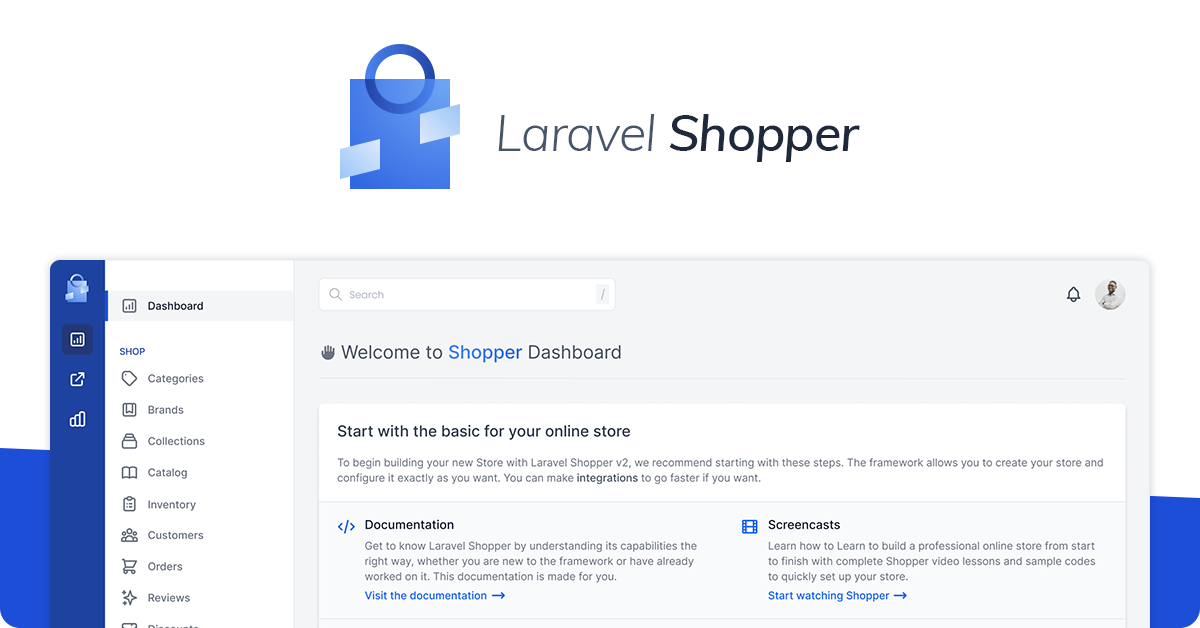 Laravel Shopper
Dashboard
SHOP
Categories
Brands
Collections
Catalog
Inventory
Customers
Orders
Reviews
Discounts
Search /
Welcome to Shopper Dashboard
Start with the basic for your online store
To begin building your new Store with Laravel Shopper v2, we recommend starting with these steps. The framework allows you to create your store and
configure it exactly as you want. You can make integrations to go faster if you want.
Documentation
Get to know Laravel Shopper by understanding its capabilities the
right way, whether you are new to the framework or have already
worked on it. This documentation is made for you.
Visit the documentation
Screencasts
Learn how to Learn to build a professional online store from start
to finish with complete Shopper video lessons and sample codes
to quickly set up your store.
Start watching Shopper